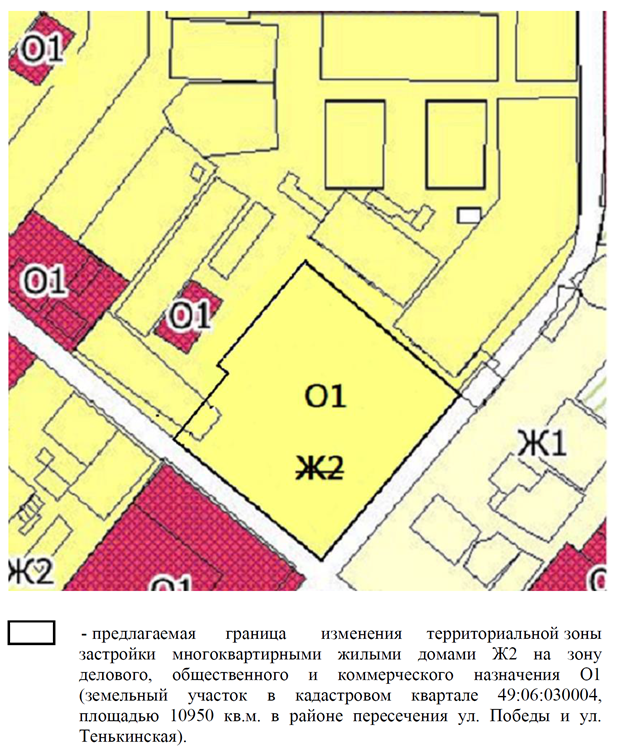 О1
О1
О1
О1
Ж2
Ж1
Ж2
О1
О
- предлагаемая граница изменения территориальной зоны
застройки многоквартирными жилыми домами Ж2 на зону
делового, общественного и коммерческого назначения О1
(земельный участок в кадастровом квартале 49:06:030004,
площадью 10950 кв.м. в районе пересечения ул. Победы и ул.
Тенькинская).